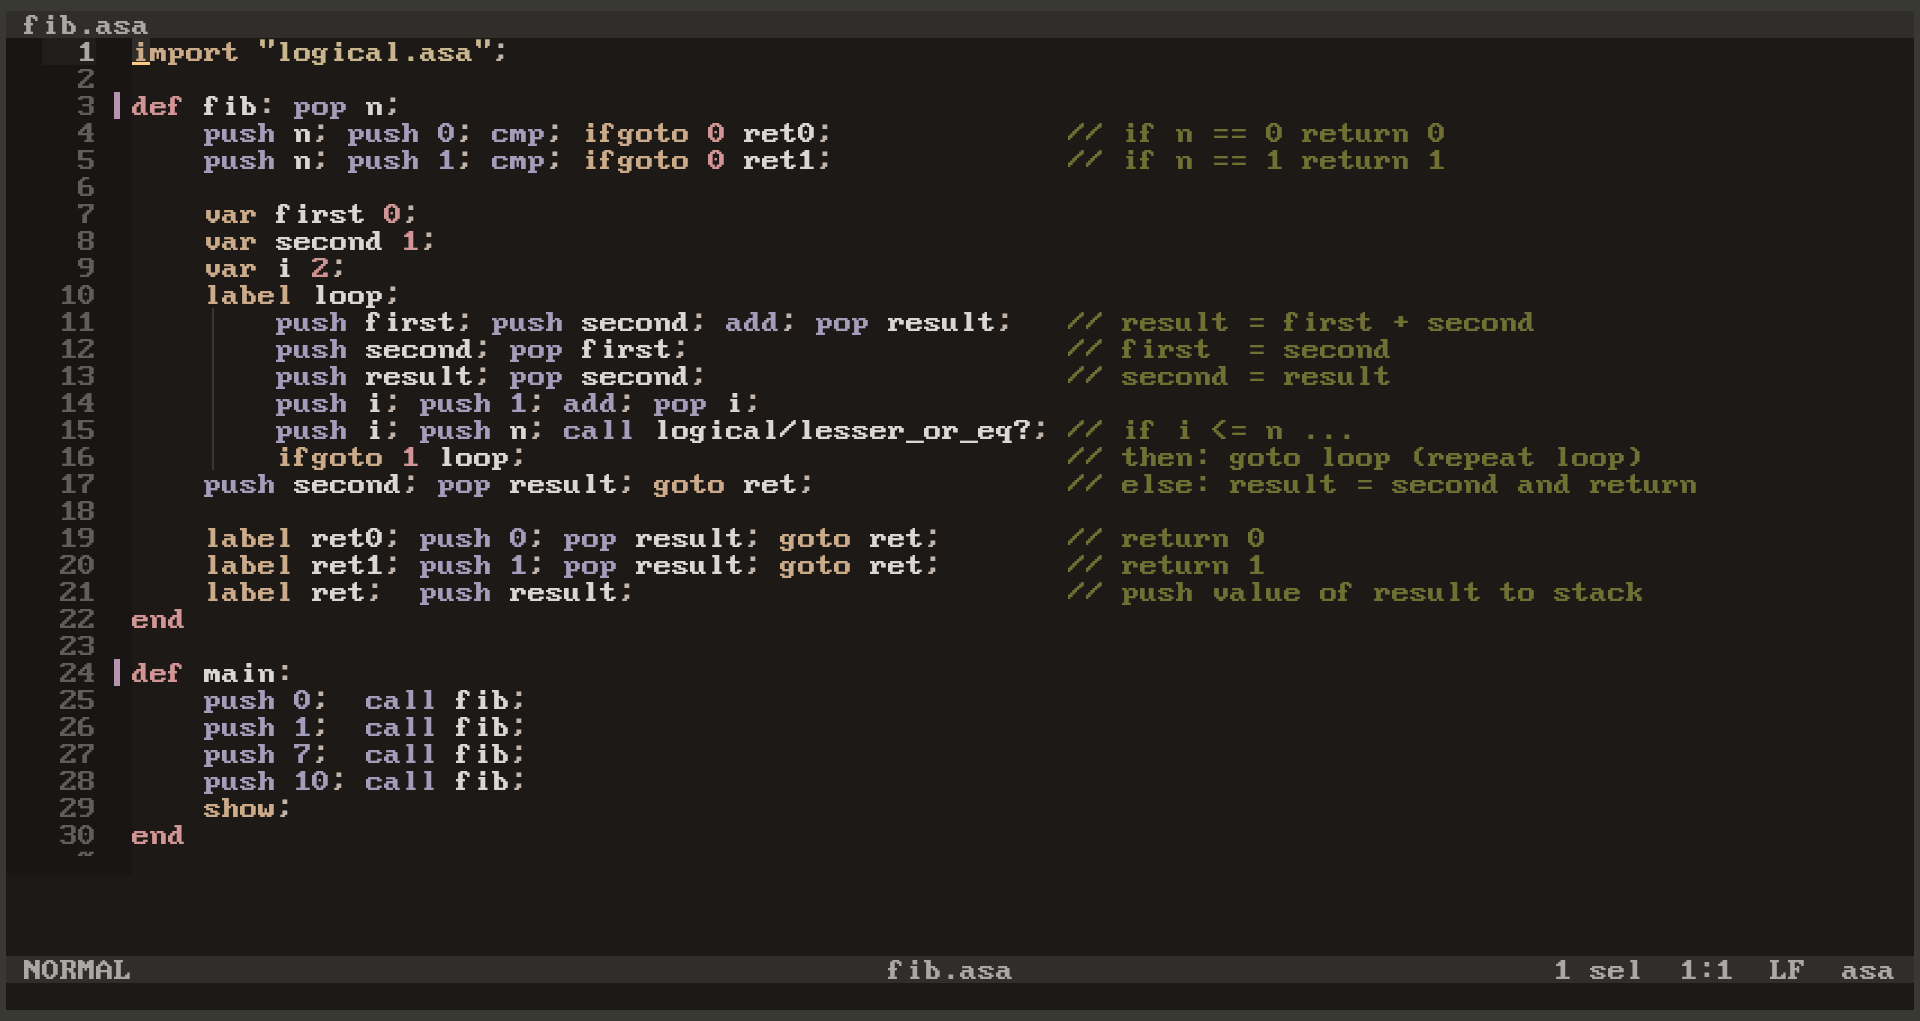 fib.asa
1 import "logical.asa";
2
3 def fib: pop n;
4     push n; push 0; cmp; ifgoto 0 ret0;             // if n == 0 return 0
5     push n; push 1; cmp; ifgoto 0 ret1;             // if n == 1 return 1
6
7     var first 0;
8     var second 1;
9     var i 2;
10     label loop;
11         push first; push second; add; pop result;   // result = first + second
12         push second; pop first;                     // first  = second
13         push result; pop second;                    // second = result
14         push i; push 1; add; pop i;
15         push i; push n; call logical/lesser_or_eq?; // if i <= n ...
16         ifgoto 1 loop;                              // then: goto loop (repeat loop)
17     push second; pop result; goto ret;              // else: result = second and return
18
19     label ret0; push 0; pop result; goto ret;       // return 0
20     label ret1; push 1; pop result; goto ret;       // return 1
21     label ret;  push result;                        // push value of result to stack
22 end
23
24 def main:
25     push 0;  call fib;
26     push 1;  call fib;
27     push 7;  call fib;
28     push 10; call fib;
29     show;
30 end
~
NORMAL fib.asa 1 sel 1:1 LF asa